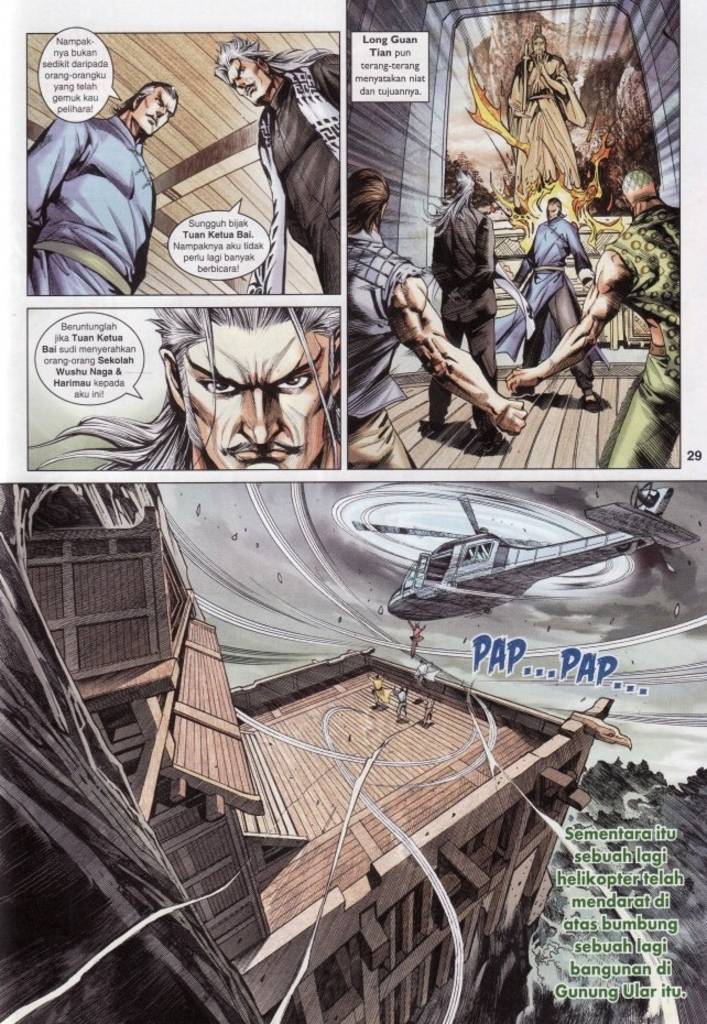 Nampak-
nya bukan
sedikit daripada
orang-orangku
yang telah
gemuk kau
pelihara!
Sungguh bijak
Tuan Ketua Bai.
Nampaknya aku tidak
perlu lagi banyak
berbicara!
Long Guan
Tian pun
terang-terang
menyatakan niat
dan tujuannya.
Beruntunglah
jika Tuan Ketua
Bai sudi menyerahkan
orang-orang Sekolah
Wushu Naga &
Harimau kepada
aku ini!
29
PAP...PAP...
Sementara itu
sebuah lagi
helikopter telah
mendarat di
atas bumbung
sebuah lagi
bangunan di
Gunung Ular itu.